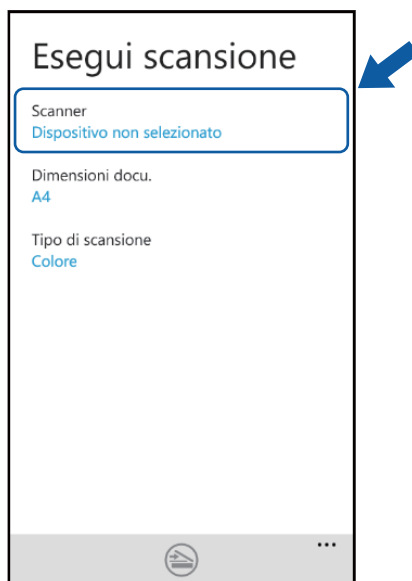 Esegui scansione
Scanner
Dispositivo non selezionato
Dimensioni docu.
A4
Tipo di scansione
Colore
...